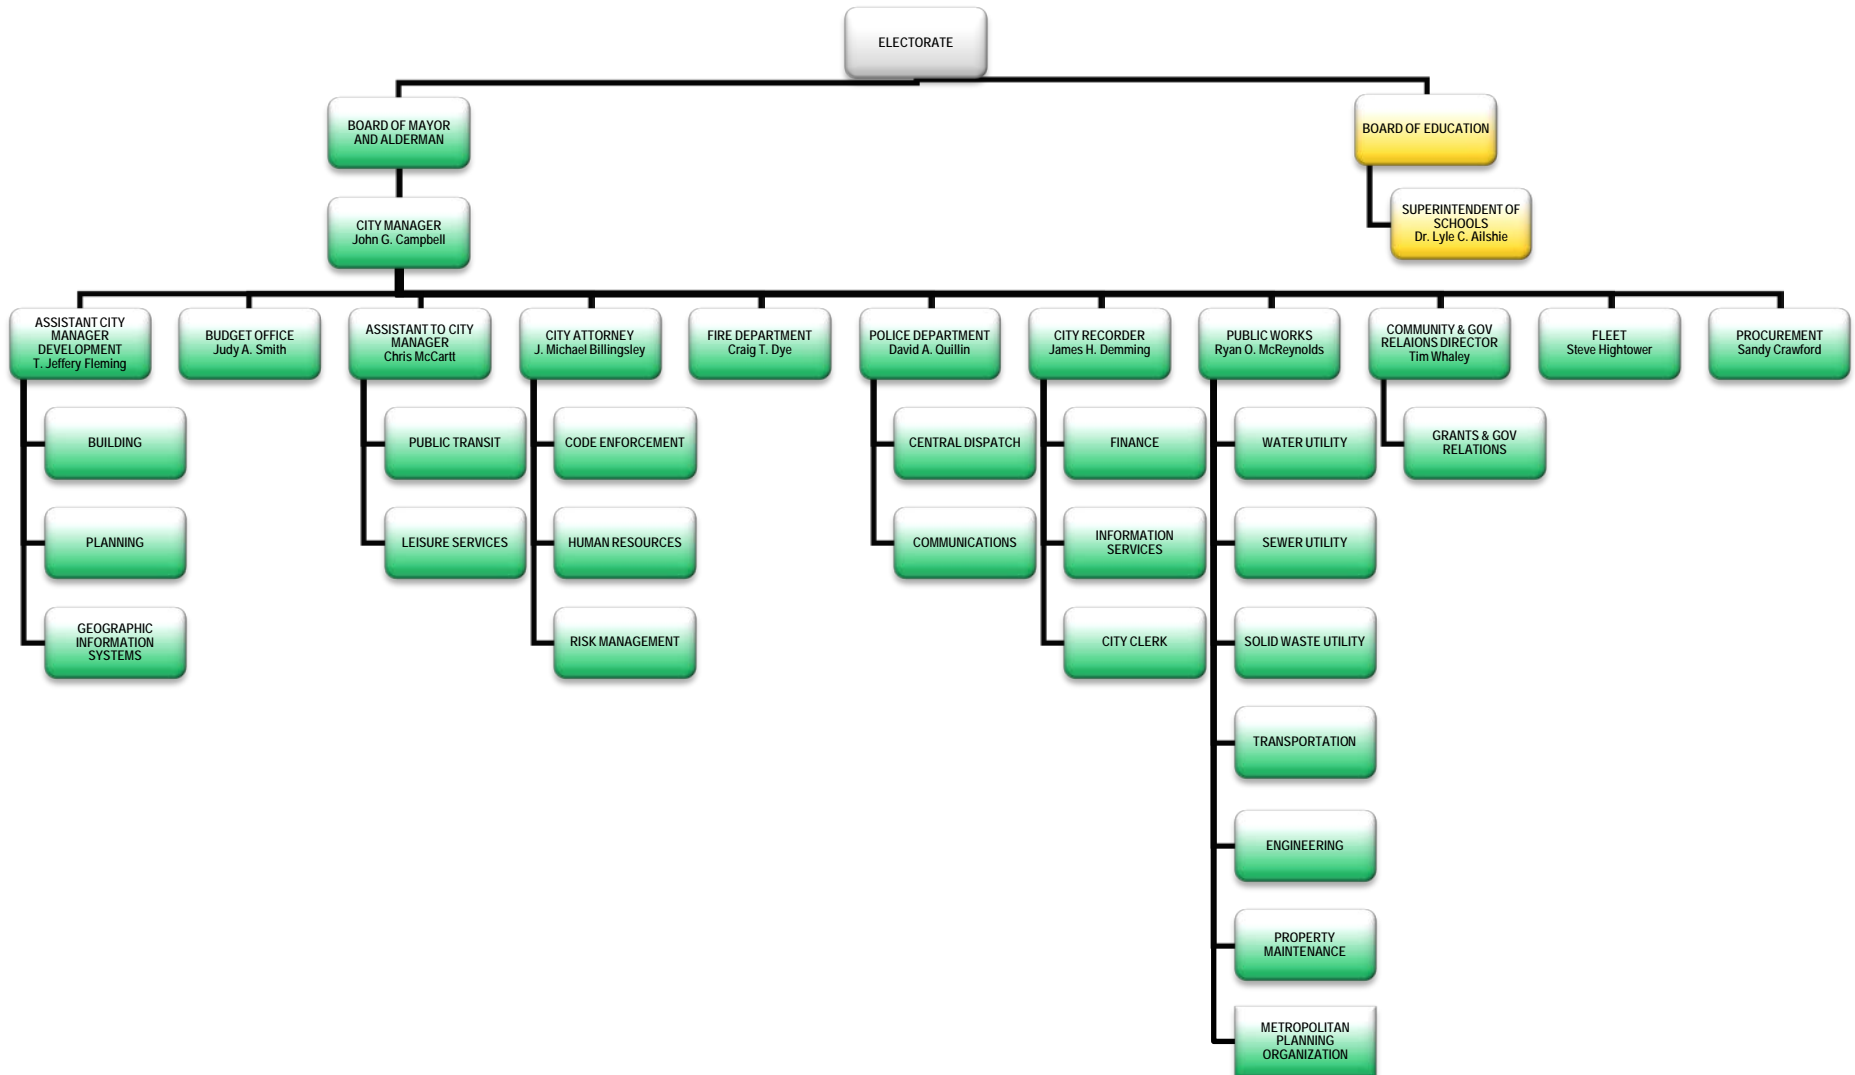 ELECTORATE
BOARD OF MAYOR
AND ALDERMAN
BOARD OF EDUCATION
CITY MANAGER
John G. Campbell
SUPERINTENDENT OF
SCHOOLS
Dr. Lyle C. Ailshie
ASSISTANT CITY
MANAGER
DEVELOPMENT
T. Jeffery Fleming
BUDGET OFFICE
Judy A. Smith
ASSISTANT TO CITY
MANAGER
Chris McCartt
CITY ATTORNEY
J. Michael Billingsley
FIRE DEPARTMENT
Craig T. Dye
POLICE DEPARTMENT
David A. Quillin
CITY RECORDER
James H. Demming
PUBLIC WORKS
Ryan O. McReynolds
COMMUNITY & GOV
RELAIONS DIRECTOR
Tim Whaley
FLEET
Steve Hightower
PROCUREMENT
Sandy Crawford
BUILDING
PLANNING
GEOGRAPHIC
INFORMATION
SYSTEMS
PUBLIC TRANSIT
LEISURE SERVICES
CODE ENFORCEMENT
HUMAN RESOURCES
RISK MANAGEMENT
CENTRAL DISPATCH
COMMUNICATIONS
FINANCE
INFORMATION
SERVICES
CITY CLERK
WATER UTILITY
SEWER UTILITY
SOLID WASTE UTILITY
TRANSPORTATION
ENGINEERING
PROPERTY
MAINTENANCE
METROPOLITAN
PLANNING
ORGANIZATION
GRANTS & GOV
RELATIONS